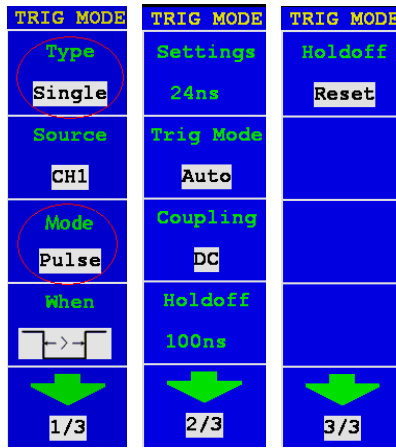 TRIG MODE
Type
Single
Source
CH1
Mode
Pulse
When
1/3
TRIG MODE
Settings
24ns
Trig Mode
Auto
Coupling
DC
Holdoff
100ns
2/3
TRIG MODE
Holdoff
Reset
3/3